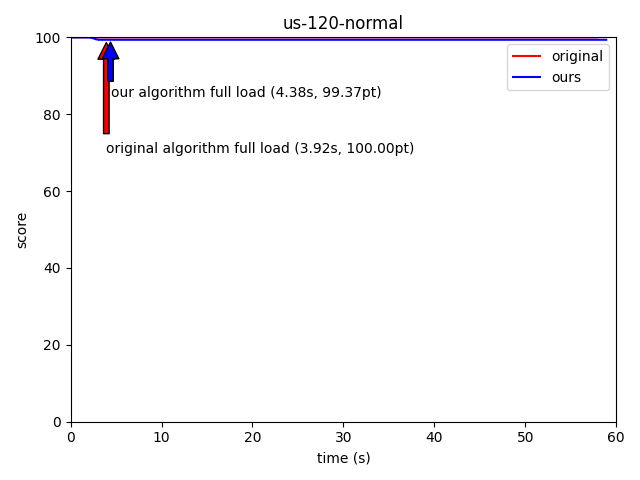 us-120-normal
100
80
60
40
20
0
score
original
ours
our algorithm full load (4.38s, 99.37pt)
original algorithm full load (3.92s, 100.00pt)
0 10 20 30 40 50 60
time (s)